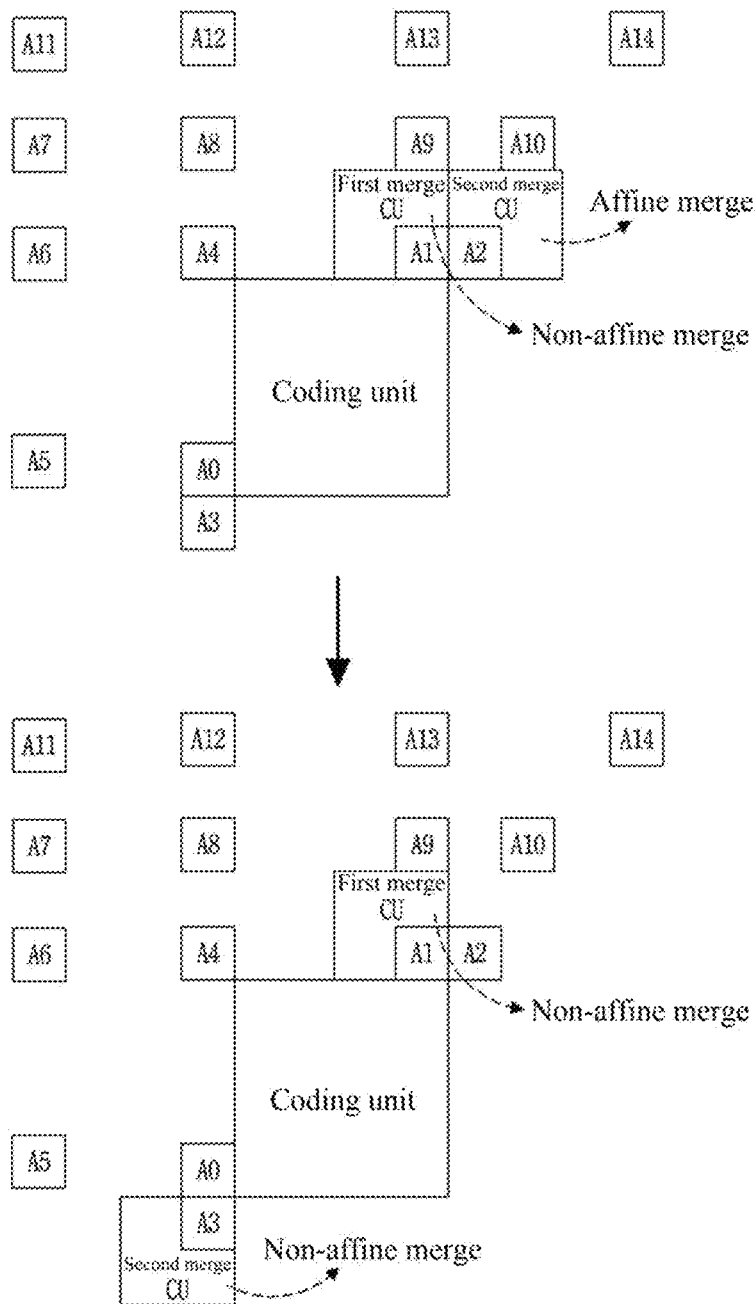 A11 A12 A13 A14
A7 A8 A9 A10
First merge CU
Second merge CU
Affine merge
A6 A4 A1 A2
Non-affine merge
Coding unit
A5 A0
A3
A11 A12 A13 A14
A7 A8 A9 A10
First merge CU
A6 A4 A1 A2
Non-affine merge
Coding unit
A5 A0
A3
Second merge CU
Non-affine merge